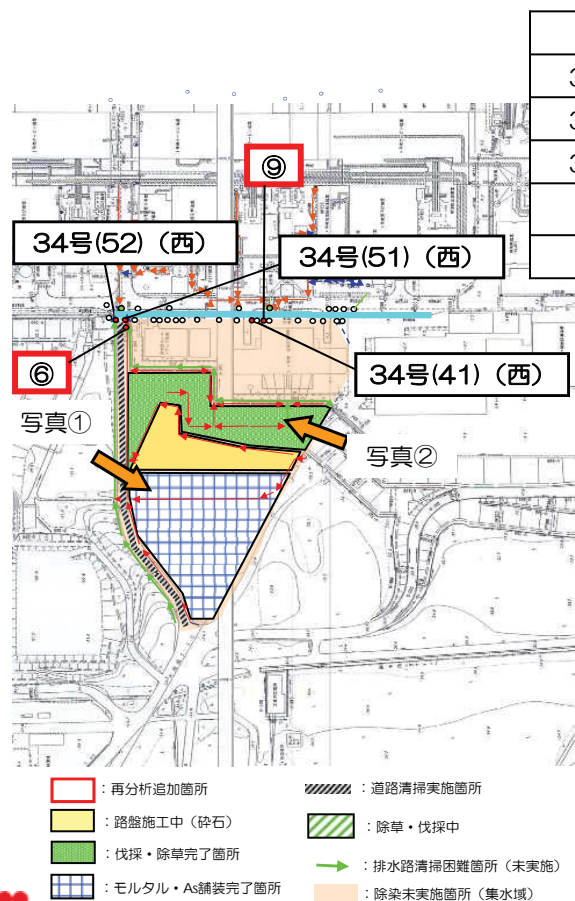 3
3
3
⑨
34号(52)（西）
34号(51)（西）
⑥
34号(41)（西）
写真①
写真②
：再分析追加箇所
：道路清掃実施箇所
：路盤施工中（砕石）
：除草・伐採中
：伐採・除草完了箇所
：排水路清掃困難箇所（未実施）
：モルタル・As舗装完了箇所
：除染未実施箇所（集水域）